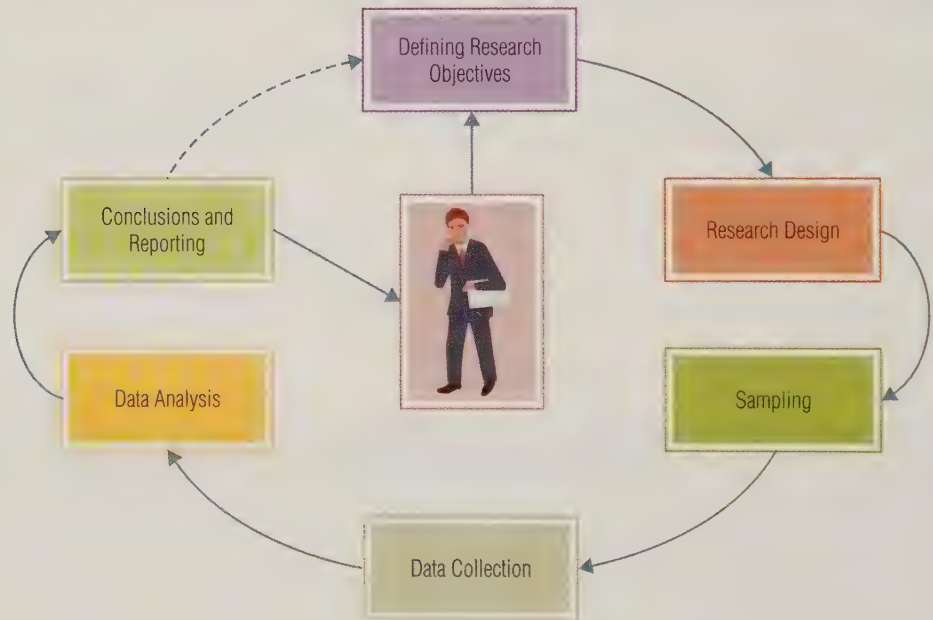 Defining Research
Objectives
Conclusions and
Reporting
Research Design
Data Analysis
Sampling
Data Collection